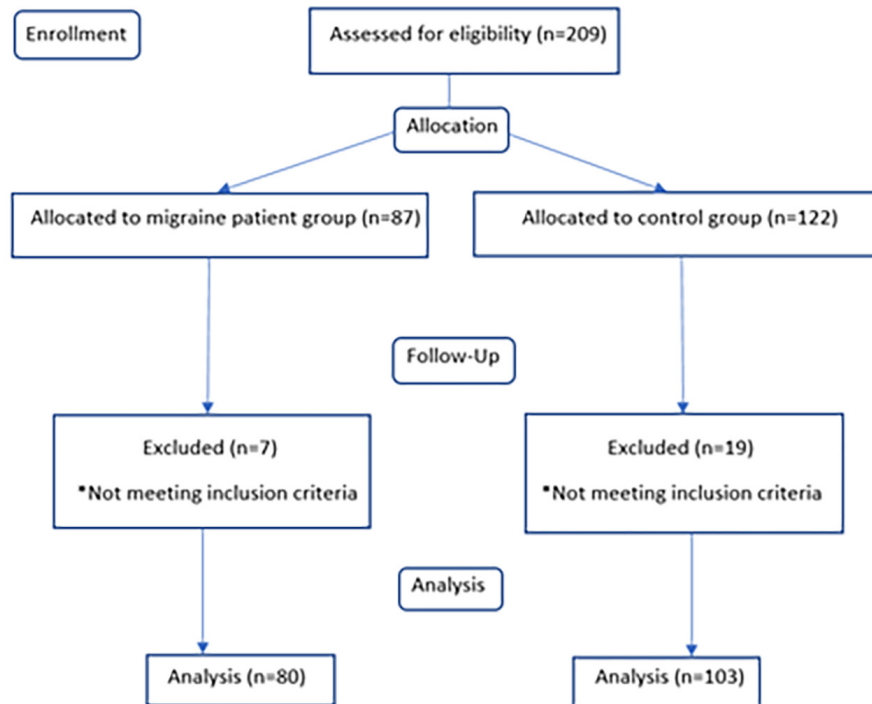 Enrollment
Assessed for eligibility (n=209)
Allocation
Allocated to migraine patient group (n=87)
Allocated to control group (n=122)
Follow-Up
Excluded (n=7)
*Not meeting inclusion criteria
Excluded (n=19)
*Not meeting inclusion criteria
Analysis
Analysis (n=80)
Analysis (n=103)